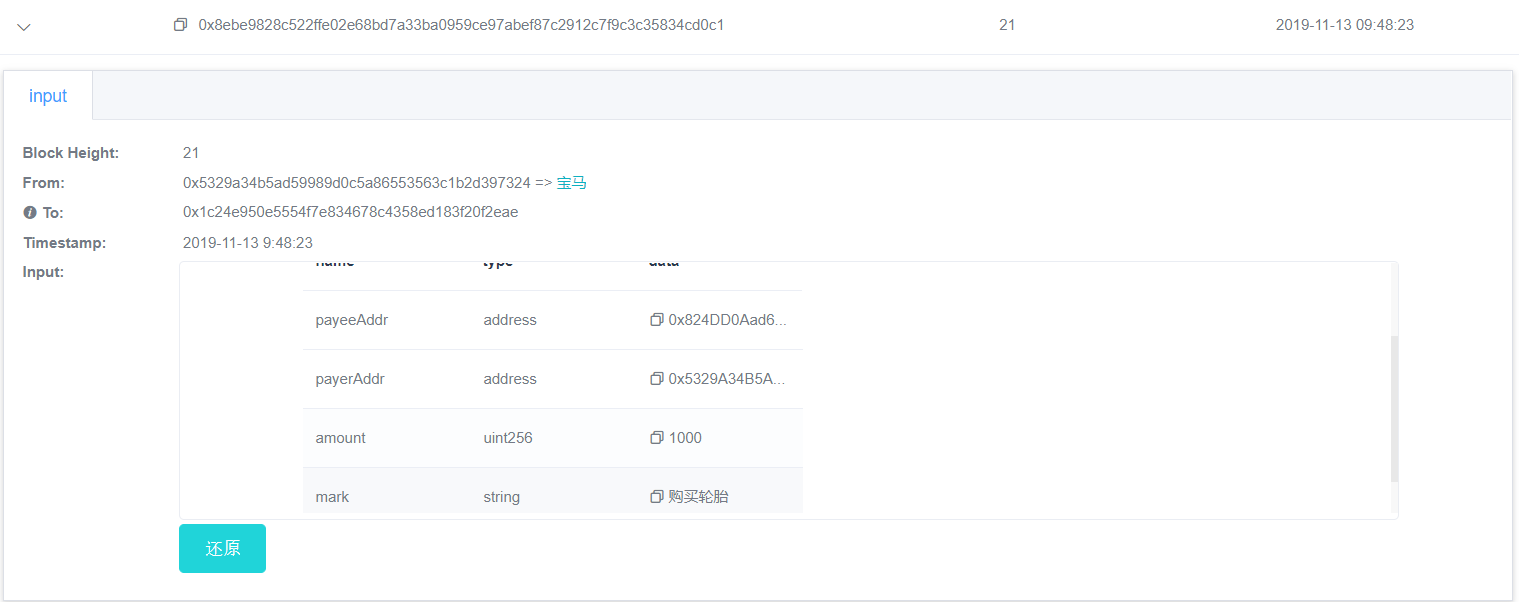 0x8ebe9828c522ffe02e68bd7a33ba0959ce97abef87c2912c7f9c3c35834cd0c1 21 2019-11-13 09:48:23
input
Block Height: 21
From: 0x5329a34b5ad59989d0c5a86553563c1b2d397324 => 宝马
To: 0x1c24e950e5554f7e834678c4358ed183f20f2eae
Timestamp: 2019-11-13 9:48:23
Input:
name type data
payeeAddr address 0x824DD0Aad6...
payerAddr address 0x5329A34B5A...
amount uint256 1000
mark string 购买轮胎
还原